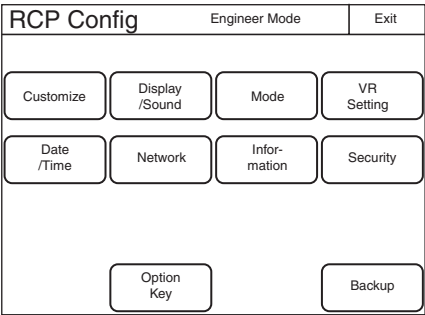 RCP Config Engineer Mode Exit
Customize
Display
/Sound
Mode
VR
Setting
Date
/Time
Network
Infor-
mation
Security
Option
Key
Backup